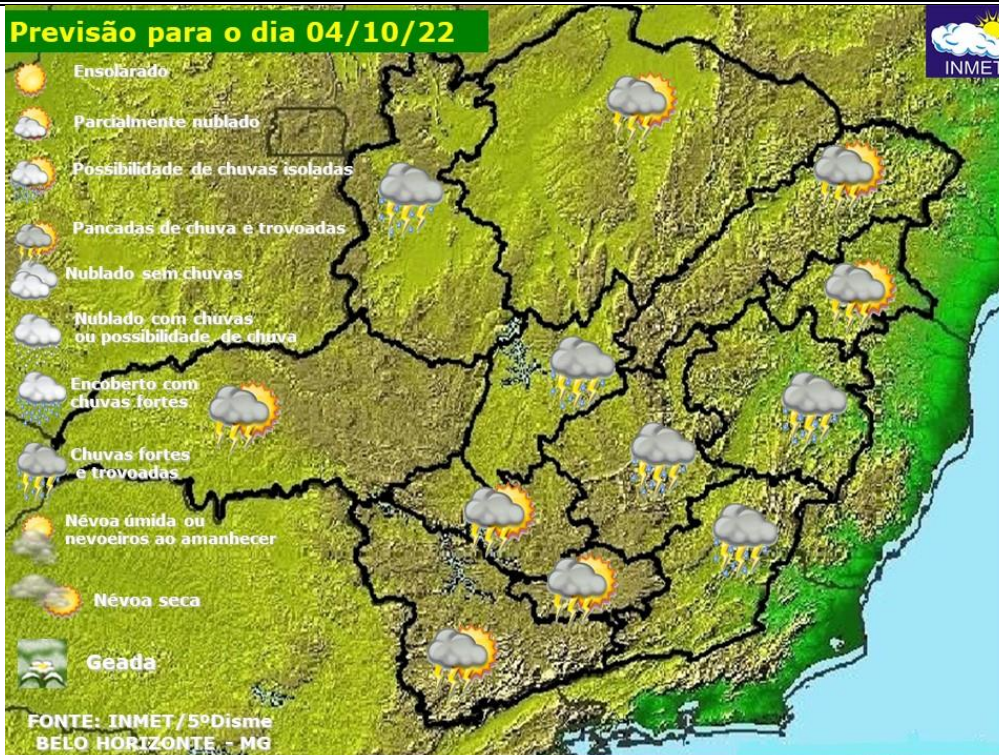 Previsão para o dia 04/10/22
INMET
Ensolarado
Parcialmente nublado
Possibilidade de chuvas isoladas
Pancadas de chuva e trovoadas
Nublado sem chuvas
Nublado com chuvas
ou possibilidade de chuva
Encoberto com
chuvas fortes
Chuvas fortes
e trovoadas
Névoa úmida ou
nevoeiros ao amanhecer
Névoa seca
Geada
FONTE: INMET/5ºDisme
BELO HORIZONTE - MG